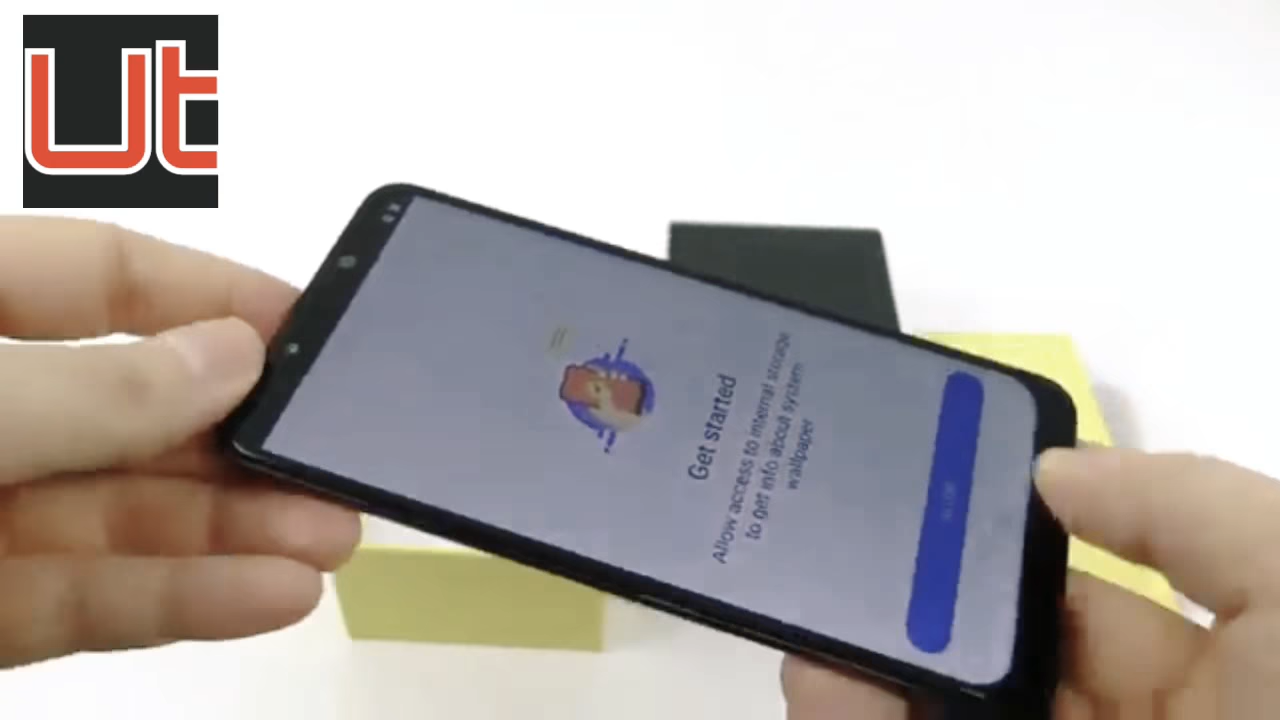 Ut
Get started
Allow access to internal storage
to get info about system
wallpaper